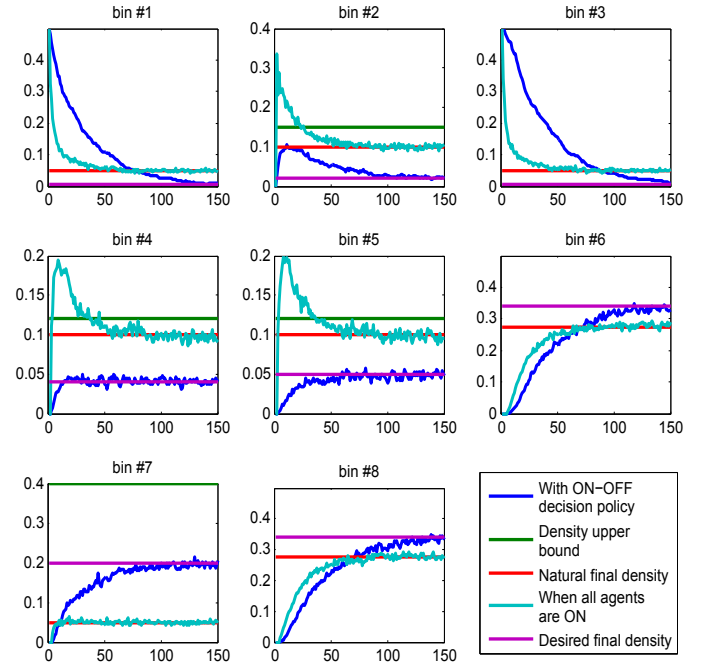 bin #1
bin #2
bin #3
0.4
0.3
0.2
0.1
0
0 50 100 150
0.4
0.3
0.2
0.1
0
0 50 100 150
0.4
0.3
0.2
0.1
0
0 50 100 150
bin #4
bin #5
bin #6
0.2
0.15
0.1
0.05
0
0 50 100 150
0.2
0.15
0.1
0.05
0
0 50 100 150
0.4
0.3
0.2
0.1
0
0 50 100 150
bin #7
bin #8
0.4
0.3
0.2
0.1
0
0 50 100 150
0.4
0.3
0.2
0.1
0
0 50 100 150
With ON−OFF
decision policy
Density upper
bound
Natural final density
When all agents
are ON
Desired final density